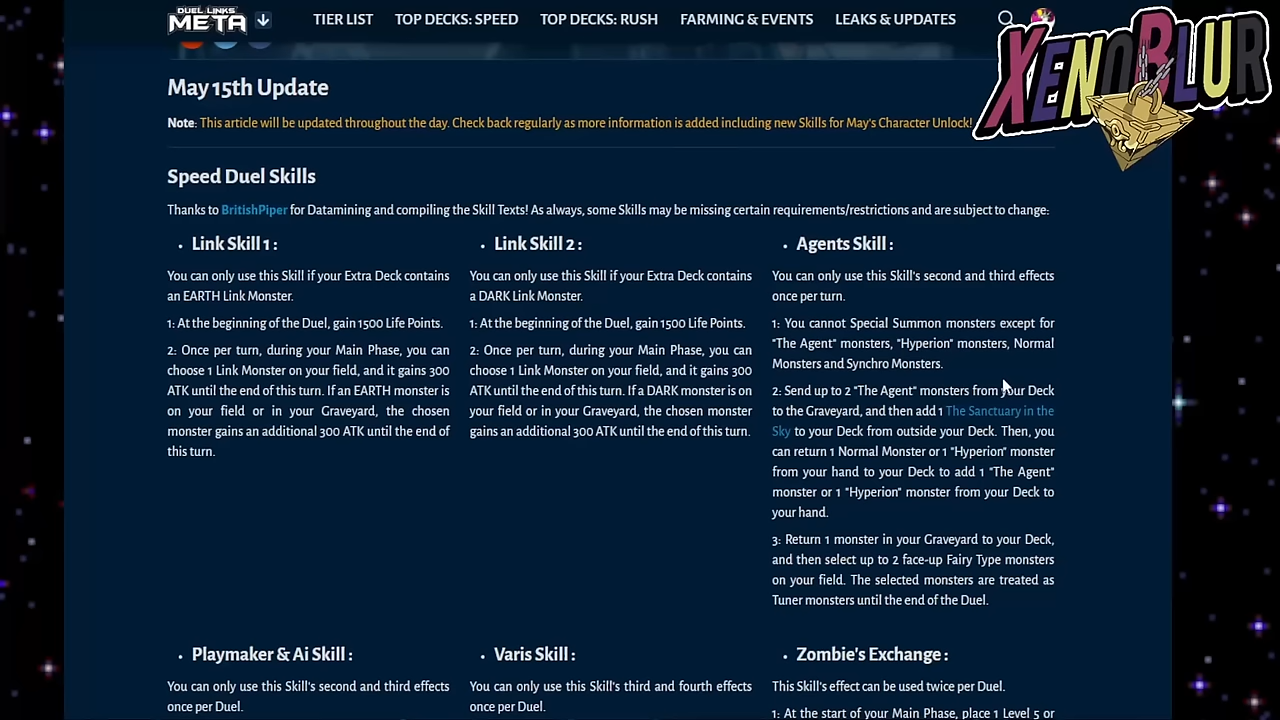 DUEL LINKS
META
TIER LIST
TOP DECKS: SPEED
TOP DECKS: RUSH
FARMING & EVENTS
LEAKS & UPDATES
XENOBLUR
May 15th Update
Note: This article will be updated throughout the day. Check back regularly as more information is added including new Skills for May's Character Unlock!
Speed Duel Skills
Thanks to BritishPiper for Datamining and compiling the Skill Texts! As always, some Skills may be missing certain requirements/restrictions and are subject to change:
• Link Skill 1 :
You can only use this Skill if your Extra Deck contains
an EARTH Link Monster.
1: At the beginning of the Duel, gain 1500 Life Points.
2: Once per turn, during your Main Phase, you can
choose 1 Link Monster on your field, and it gains 300
ATK until the end of this turn. If an EARTH monster is
on your field or in your Graveyard, the chosen
monster gains an additional 300 ATK until the end of
this turn.
• Link Skill 2 :
You can only use this Skill if your Extra Deck contains
a DARK Link Monster.
1: At the beginning of the Duel, gain 1500 Life Points.
2: Once per turn, during your Main Phase, you can
choose 1 Link Monster on your field, and it gains 300
ATK until the end of this turn. If a DARK monster is on
your field or in your Graveyard, the chosen monster
gains an additional 300 ATK until the end of this turn.
• Agents Skill :
You can only use this Skill's second and third effects
once per turn.
1: You cannot Special Summon monsters except for
"The Agent" monsters, "Hyperion" monsters, Normal
Monsters and Synchro Monsters.
2: Send up to 2 "The Agent" monsters from your Deck
to the Graveyard, and then add 1 The Sanctuary in the
Sky to your Deck from outside your Deck. Then, you
can return 1 Normal Monster or 1 "Hyperion" monster
from your hand to your Deck to add 1 "The Agent"
monster or 1 "Hyperion" monster from your Deck to
your hand.
3: Return 1 monster in your Graveyard to your Deck,
and then select up to 2 face-up Fairy Type monsters
on your field. The selected monsters are treated as
Tuner monsters until the end of the Duel.
• Playmaker & Ai Skill :
You can only use this Skill's second and third effects
once per Duel.
• Varis Skill :
You can only use this Skill's third and fourth effects
once per Duel.
• Zombie's Exchange :
This Skill's effect can be used twice per Duel.
1: At the start of your Main Phase, place 1 Level 5 or